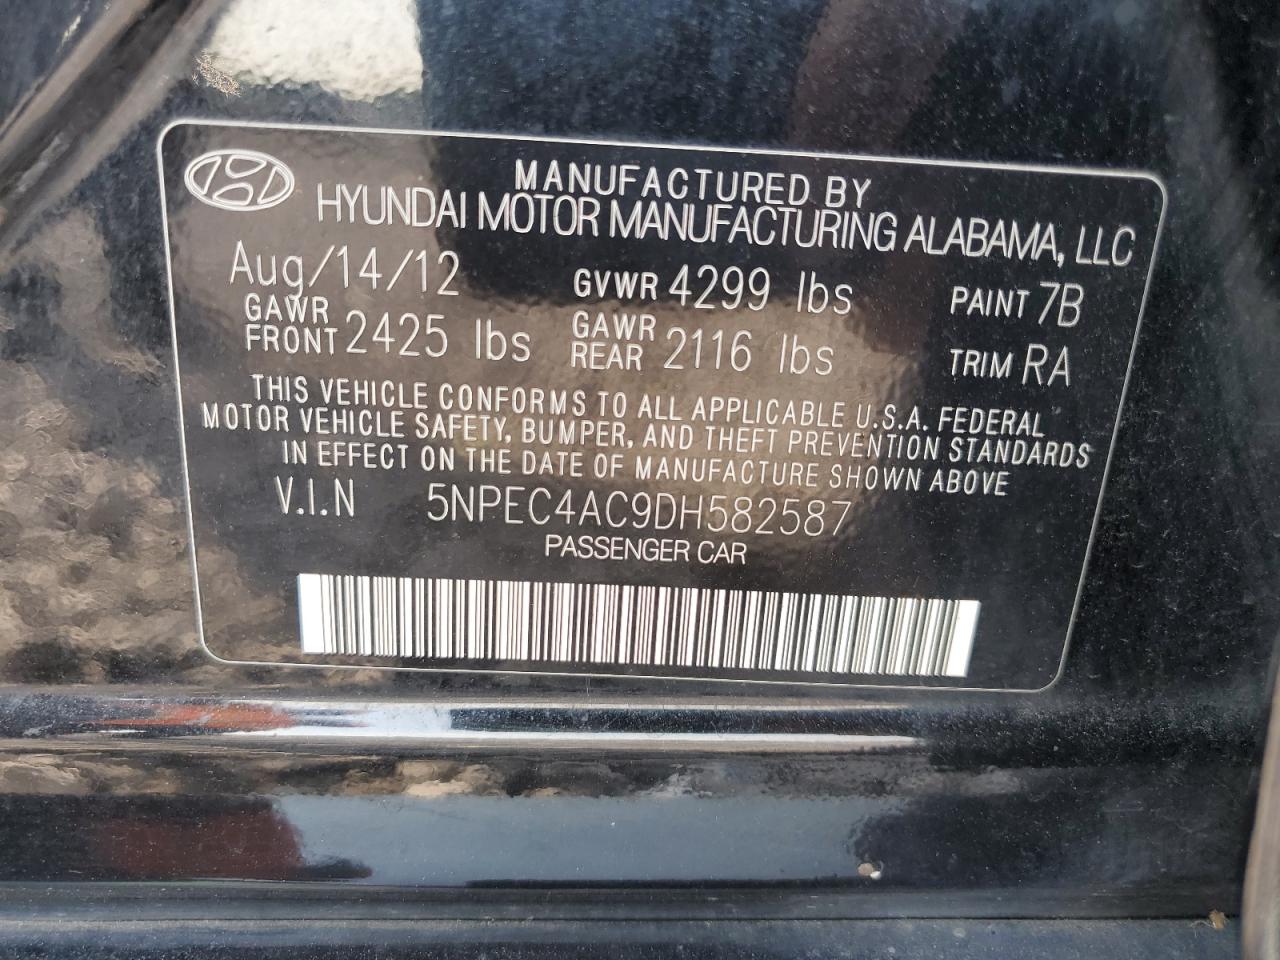 MANUFACTURED BY
HYUNDAI MOTOR MANUFACTURING ALABAMA, LLC
Aug/14/12 GVWR 4299 lbs PAINT 7B
GAWR FRONT 2425 lbs GAWR REAR 2116 lbs TRIM RA
THIS VEHICLE CONFORMS TO ALL APPLICABLE U.S.A. FEDERAL
MOTOR VEHICLE SAFETY, BUMPER, AND THEFT PREVENTION STANDARDS
IN EFFECT ON THE DATE OF MANUFACTURE SHOWN ABOVE
V.I.N 5NPEC4AC9DH582587
PASSENGER CAR